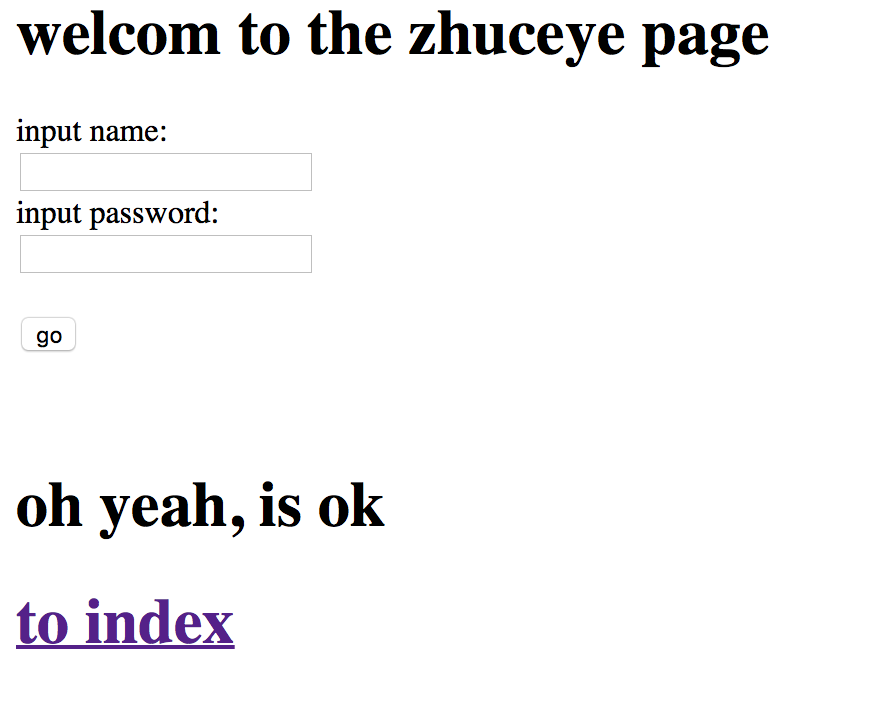 welcom to the zhuceye page
input name:
input password:
go
oh yeah, is ok
to index